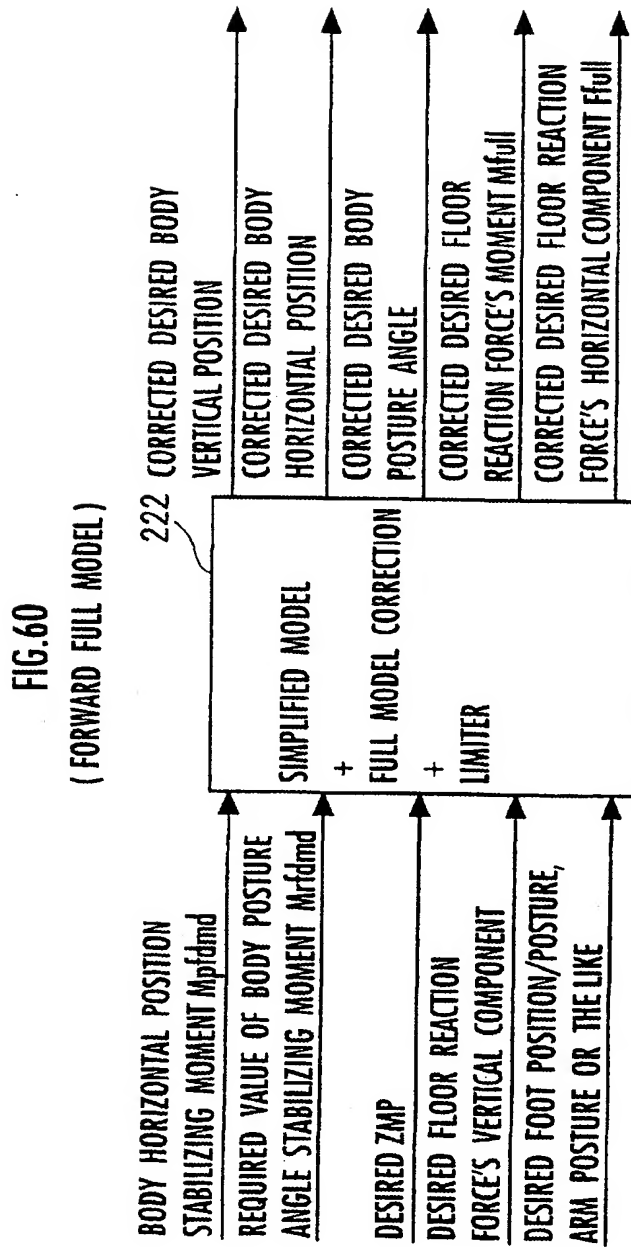 FIG.60
(FORWARD FULL MODEL)
BODY HORIZONTAL POSITION
STABILIZING MOMENT Mpfdmd
REQUIRED VALUE OF BODY POSTURE
ANGLE STABILIZING MOMENT Mrfdmd
DESIRED ZMP
DESIRED FLOOR REACTION
FORCE'S VERTICAL COMPONENT
DESIRED FOOT POSITION/POSTURE,
ARM POSTURE OR THE LIKE
222
SIMPLIFIED MODEL
+
FULL MODEL CORRECTION
+
LIMITER
CORRECTED DESIRED BODY
VERTICAL POSITION
CORRECTED DESIRED BODY
HORIZONTAL POSITION
CORRECTED DESIRED BODY
POSTURE ANGLE
CORRECTED DESIRED FLOOR
REACTION FORCE'S MOMENT Mfull
CORRECTED DESIRED FLOOR REACTION
FORCE'S HORIZONTAL COMPONENT Ffull